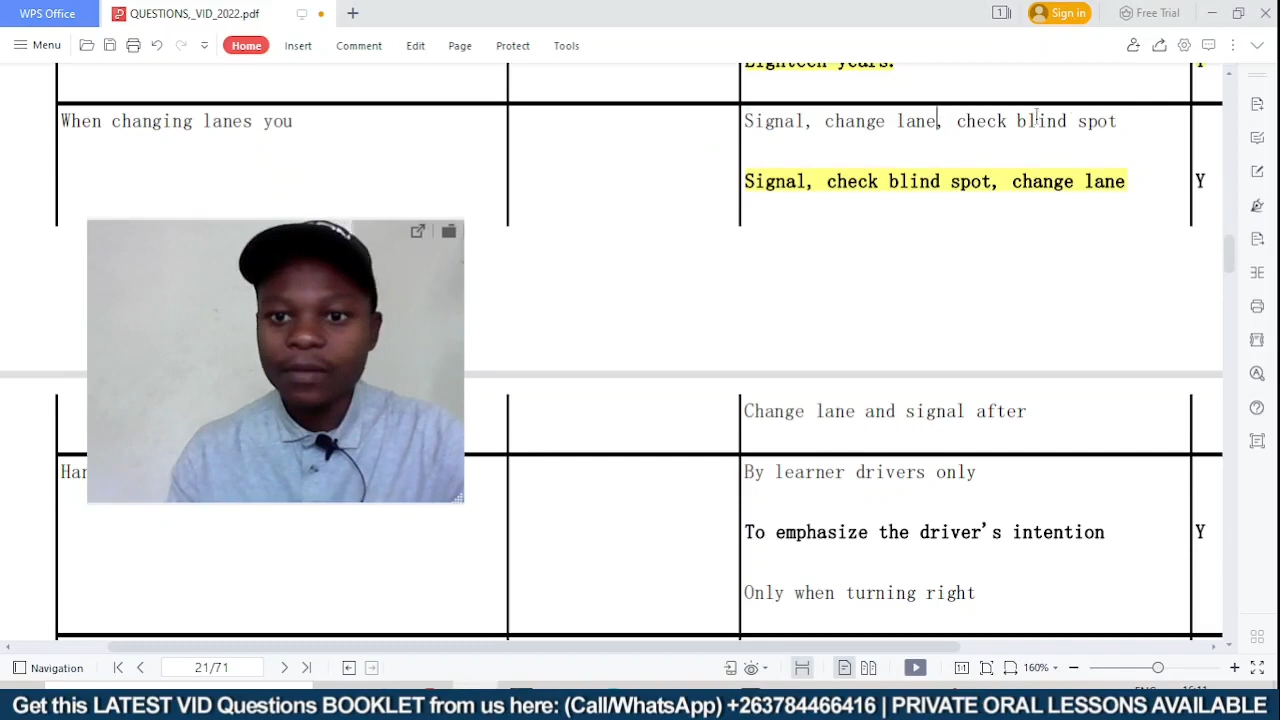 WPS Office
QUESTIONS,_VID_2022.pdf
Sign in
Free Trial
Menu
Home
Insert
Comment
Edit
Page
Protect
Tools
Eighteen years.
When changing lanes you
Signal, change lane, check blind spot
Signal, check blind spot, change lane
Y
Change lane and signal after
Har
By learner drivers only
To emphasize the driver's intention
Y
Only when turning right
Navigation
21/71
160%
Get this LATEST VID Questions BOOKLET from us here: (Call/WhatsApp) +263784466416 | PRIVATE ORAL LESSONS AVAILABLE